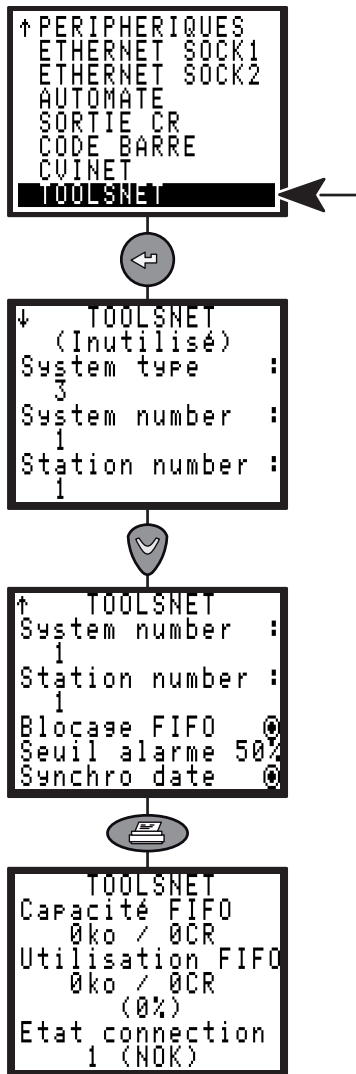 ↑PERIPHERIQUES
ETHERNET SOCK1
ETHERNET SOCK2
AUTOMATE
SORTIE CR
CODE BARRE
CVINET
TOOLSNET
↓ TOOLSNET
(Inutilisé)
System type :
3
System number :
1
Station number :
1
↑ TOOLSNET
System number :
1
Station number :
1
Blocage FIFO
Seuil alarme 50%
Synchro date
TOOLSNET
Capacité FIFO
0ko / 0CR
Utilisation FIFO
0ko / 0CR
(0%)
Etat connection
1 (NOK)